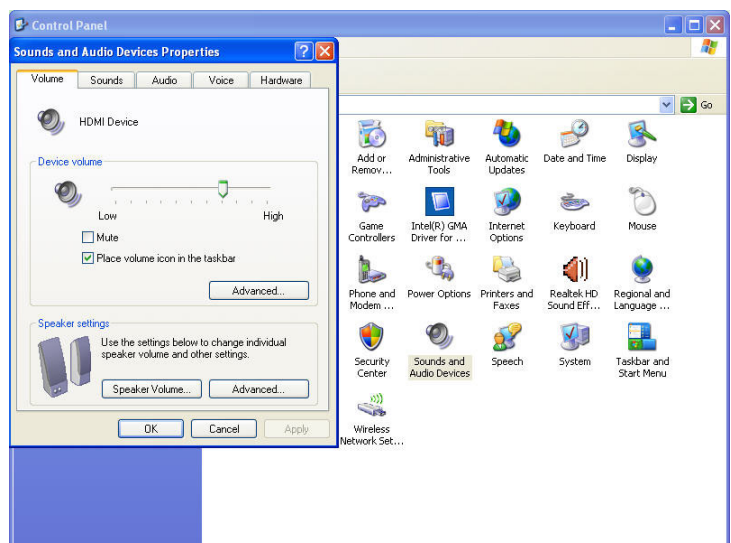 Control Panel
Sounds and Audio Devices Properties
Volume
Sounds
Audio
Voice
Hardware
HDMI Device
Device volume
Low
High
Mute
Place volume icon in the taskbar
Advanced...
Speaker settings
Use the settings below to change individual
speaker volume and other settings.
Speaker Volume...
Advanced...
OK
Cancel
Apply
Go
Add or
Remov...
Administrative
Tools
Automatic
Updates
Date and Time
Display
Game
Controllers
Intel(R) GMA
Driver for ...
Internet
Options
Keyboard
Mouse
Phone and
Modem ...
Power Options
Printers and
Faxes
Realtek HD
Sound Eff...
Regional and
Language ...
Security
Center
Sounds and
Audio Devices
Speech
System
Taskbar and
Start Menu
Wireless
Network Set...